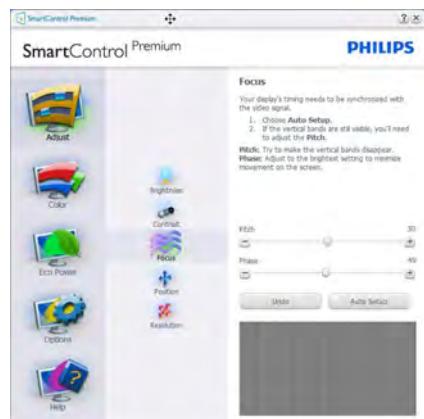 SmartControl Premium
SmartControl Premium
PHILIPS
Focus
Your display's timing needs to be synchronized with
the video signal.
1. Choose Auto Setup.
2. If the vertical bands are still visible, you'll need
to adjust the Pitch.
Pitch: Try to make the vertical bands disappear.
Phase: Adjust to the brightest setting to minimize
movement on the screen.
Adjust
Color
Eco Power
Options
Help
Brightness
Contrast
Focus
Position
Resolution
Pitch 30
Phase 49
Undo Auto Setup